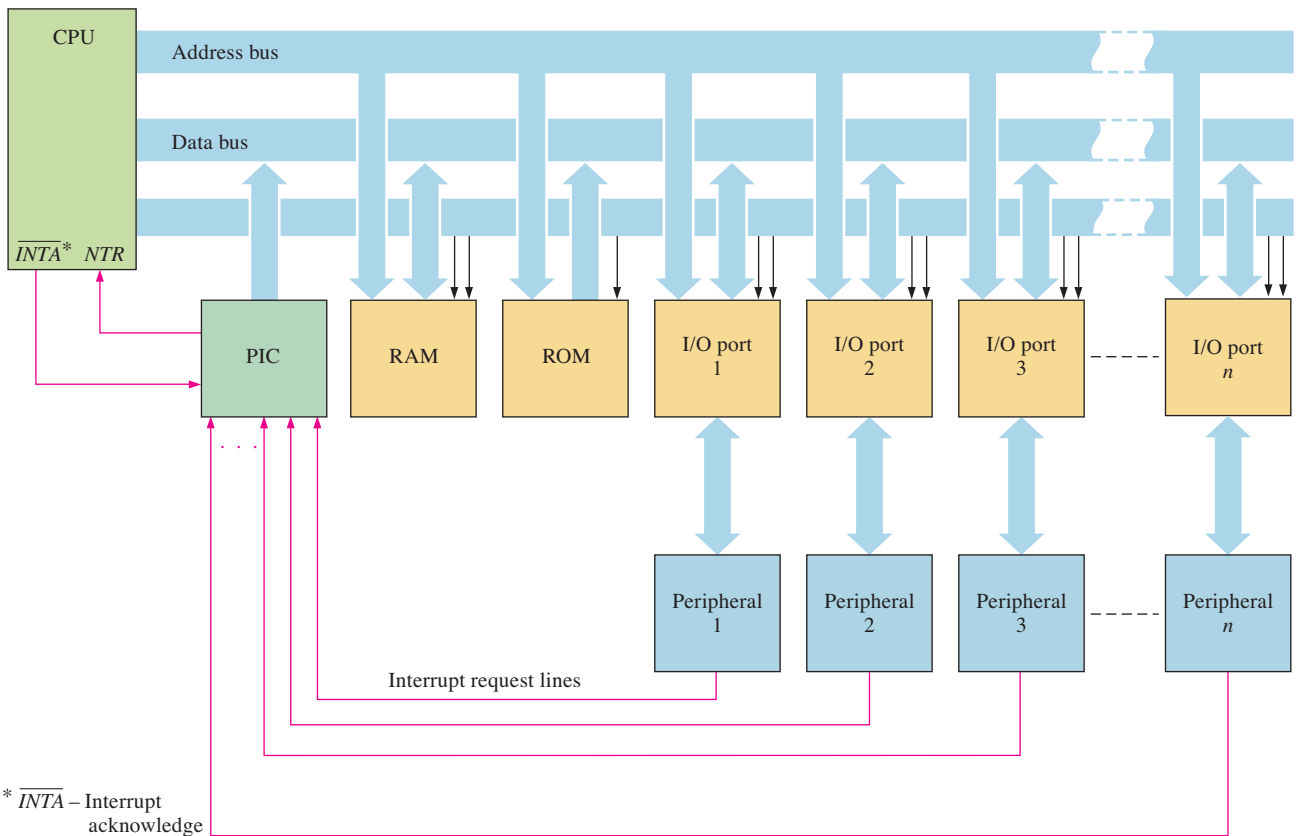 CPU
Address bus
Data bus
INTA* NTR
PIC
RAM
ROM
I/O port
1
I/O port
2
I/O port
3
I/O port
n
. . .
Peripheral
1
Peripheral
2
Peripheral
3
Peripheral
n
Interrupt request lines
* INTA – Interrupt
acknowledge